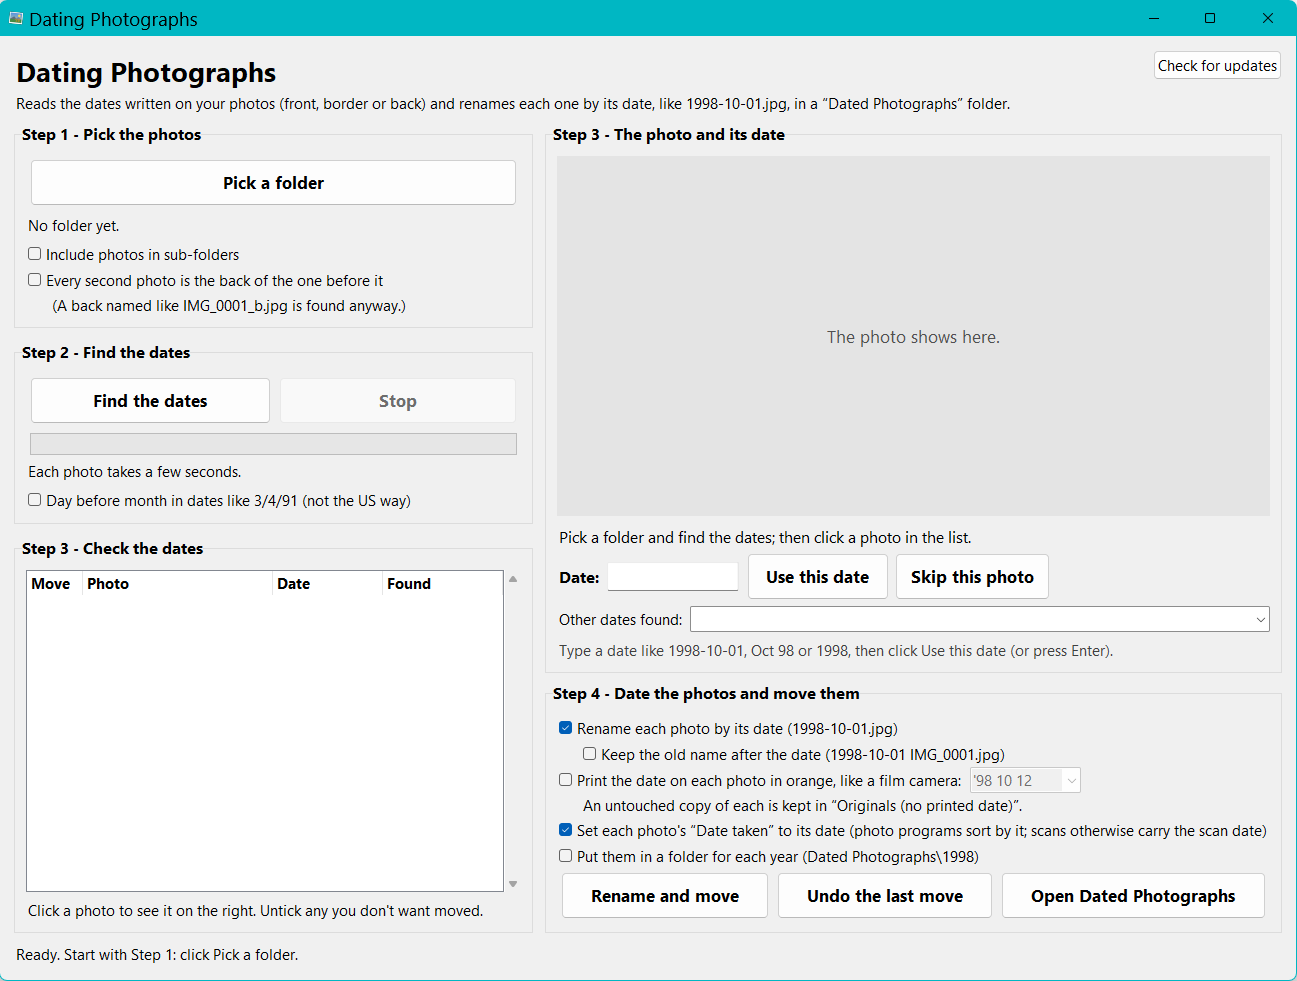 Dating Photographs
Dating Photographs
Check for updates
Reads the dates written on your photos (front, border or back) and renames each one by its date, like 1998-10-01.jpg, in a “Dated Photographs” folder.
Step 1 - Pick the photos
Pick a folder
No folder yet.
Include photos in sub-folders
Every second photo is the back of the one before it
(A back named like IMG_0001_b.jpg is found anyway.)
Step 2 - Find the dates
Find the dates
Stop
Each photo takes a few seconds.
Day before month in dates like 3/4/91 (not the US way)
Step 3 - Check the dates
Move Photo Date Found
Click a photo to see it on the right. Untick any you don't want moved.
Step 3 - The photo and its date
The photo shows here.
Pick a folder and find the dates; then click a photo in the list.
Date:
Use this date
Skip this photo
Other dates found:
Type a date like 1998-10-01, Oct 98 or 1998, then click Use this date (or press Enter).
Step 4 - Date the photos and move them
Rename each photo by its date (1998-10-01.jpg)
Keep the old name after the date (1998-10-01 IMG_0001.jpg)
Print the date on each photo in orange, like a film camera: '98 10 12
An untouched copy of each is kept in “Originals (no printed date)”.
Set each photo's “Date taken” to its date (photo programs sort by it; scans otherwise carry the scan date)
Put them in a folder for each year (Dated Photographs\1998)
Rename and move
Undo the last move
Open Dated Photographs
Ready. Start with Step 1: click Pick a folder.